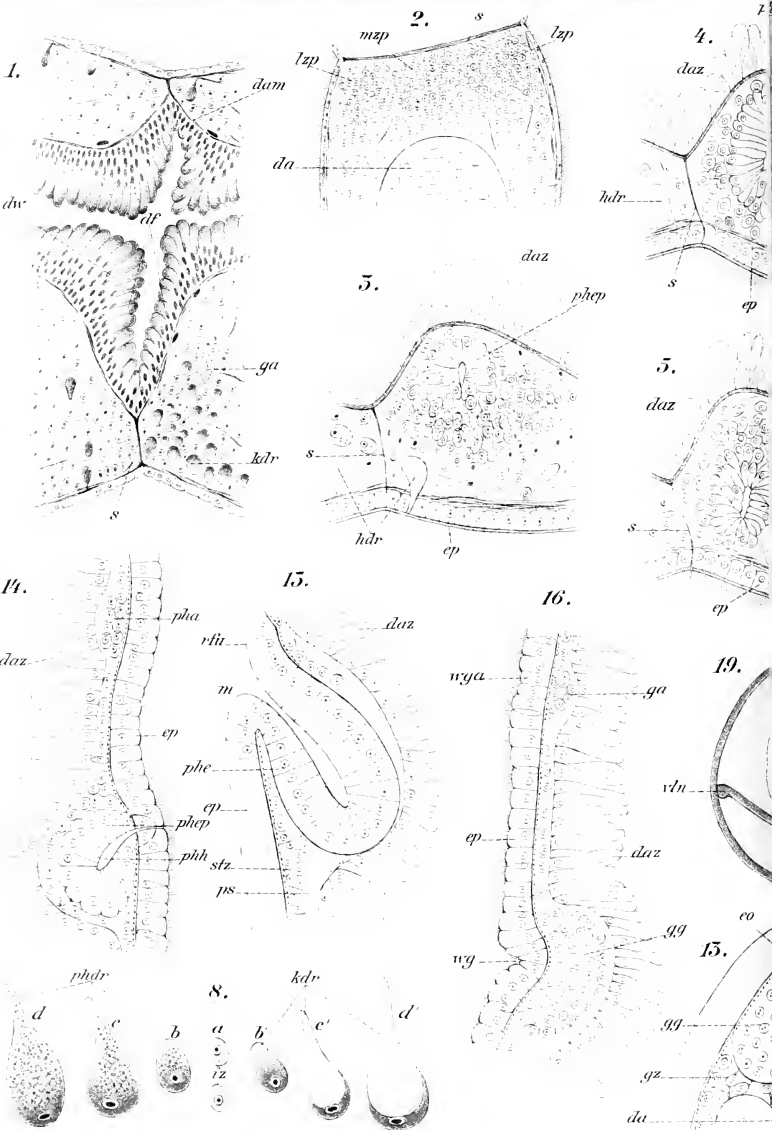 1.
dam
dw
df
ga
kdr
s
2.
mzp
s
lzp
lzp
da
3.
daz
phep
s
hdr
ep
4.
daz
hdr
s
ep
5.
daz
s
ep
14.
pha
daz
ep
phep
phh
15.
daz
rfu
m
phe
ep
stz
ps
16.
wga
ga
ep
daz
gg
wg
19.
vln
eo
13.
gg
gz
da
8.
phdr
kdr
d
c
b
a
iz
b'
c'
d'